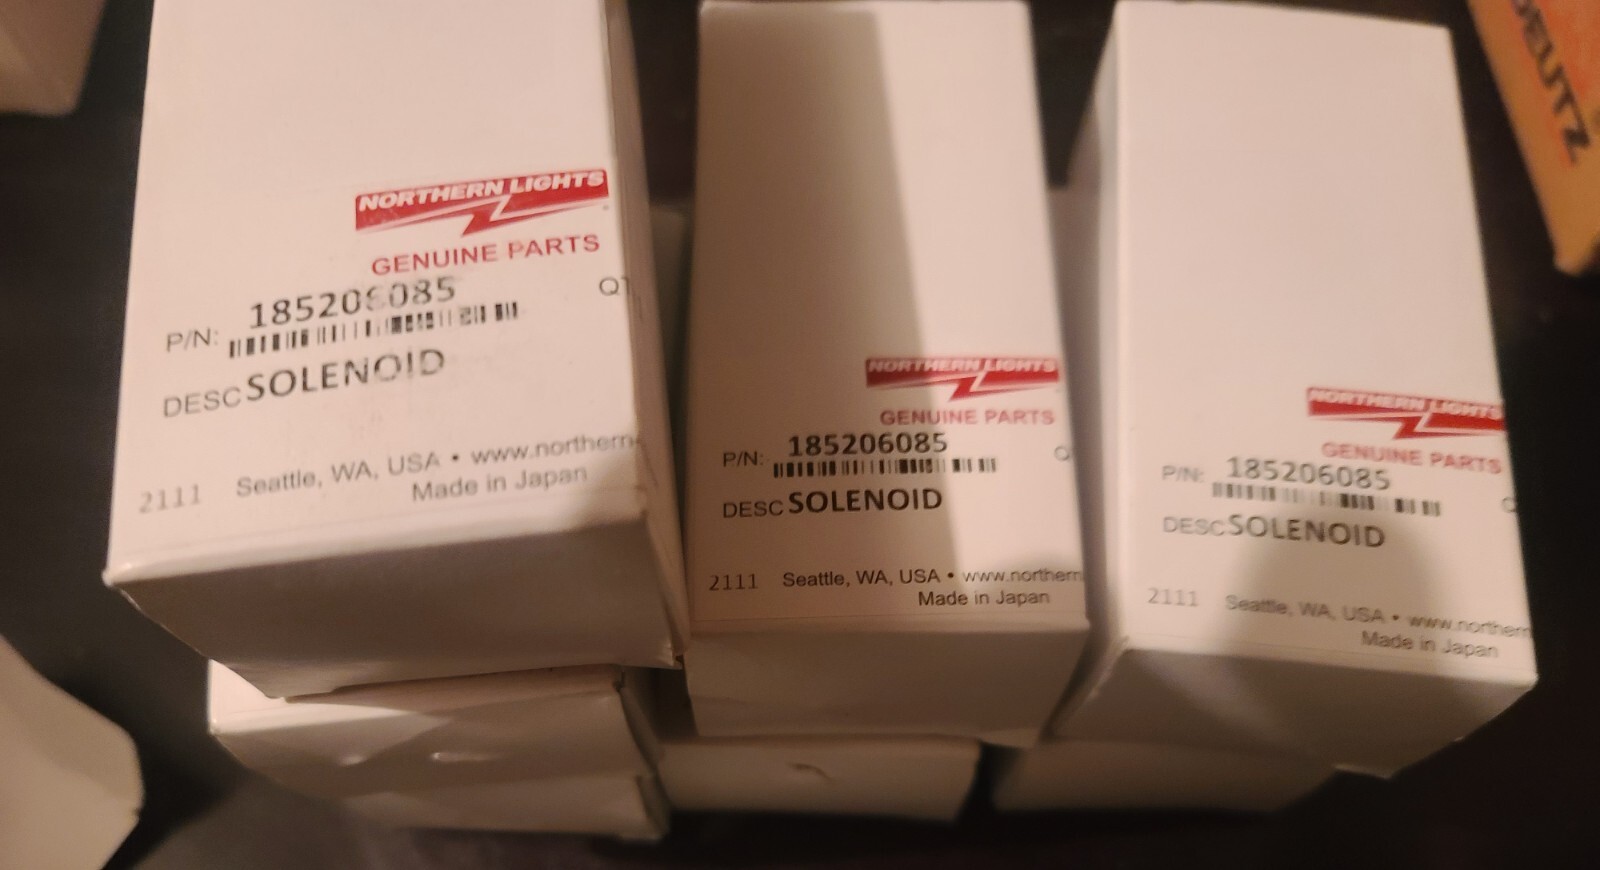 NORTHERN LIGHTS
GENUINE PARTS
P/N: 185206085
DESC SOLENOID
2111 Seattle, WA, USA • www.northern
Made in Japan
NORTHERN LIGHTS
GENUINE PARTS
P/N: 185206085
DESC SOLENOID
2111 Seattle, WA, USA • www.northern
Made in Japan
NORTHERN LIGHTS
GENUINE PARTS
P/N: 185206085
DESC SOLENOID
2111 Seattle, WA, USA • www.northern
Made in Japan
DEUTZ